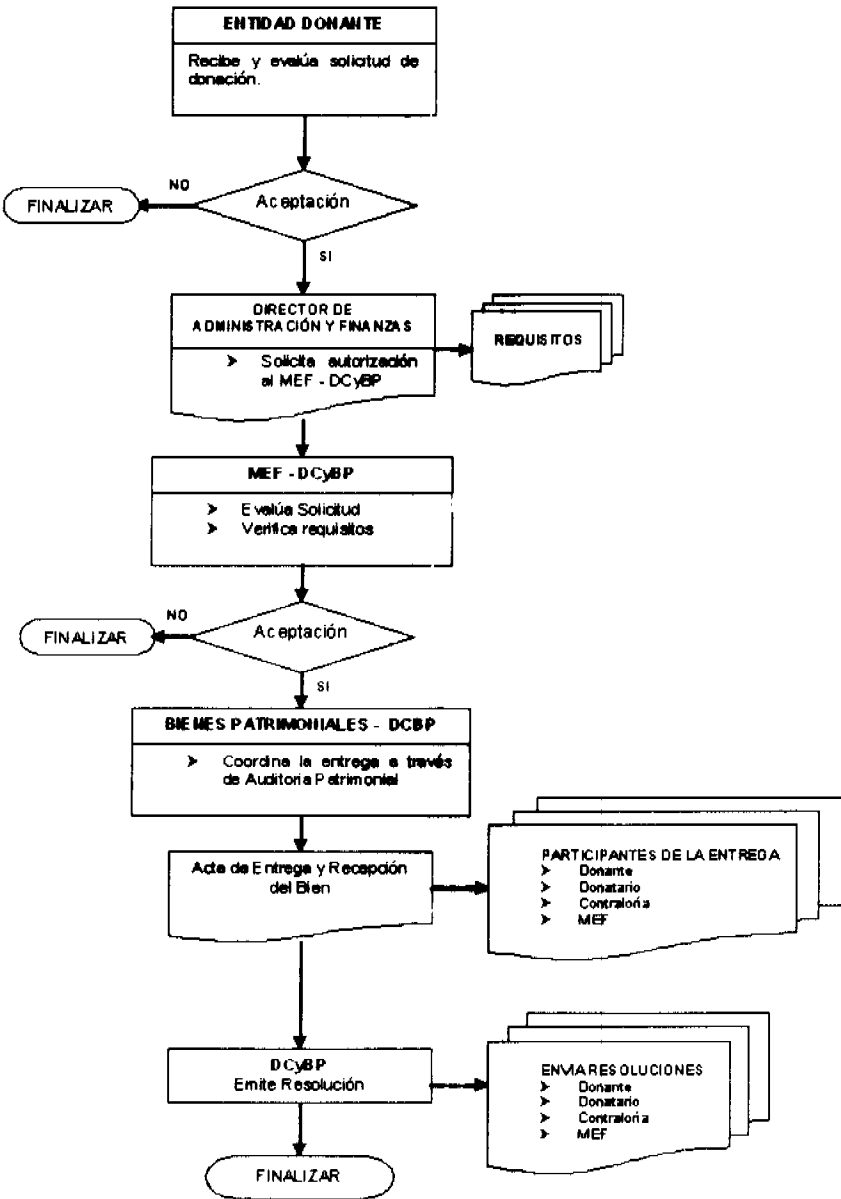 ENTIDAD DONANTE
Recibe y evalúa solicitud de
donación.
NO
Aceptación
FINALIZAR
SI
DIRECTOR DE
ADMINISTRACIÓN Y FINANZAS
➤ Solicita autorización
al MEF - DCyBP
REQUISITOS
MEF - DCyBP
➤ Evalúa Solicitud
➤ Verifica requisitos
NO
Aceptación
FINALIZAR
SI
BIENES PATRIMONIALES - DCBP
➤ Coordina la entrega a través
de Auditoria Patrimonial
Acta de Entrega y Recepción
del Bien
PARTICIPANTES DE LA ENTREGA
➤ Donante
➤ Donatario
➤ Contraloría
➤ MEF
DCyBP
Emite Resolución
ENVIA RESOLUCIONES
➤ Donante
➤ Donatario
➤ Contraloría
➤ MEF
FINALIZAR